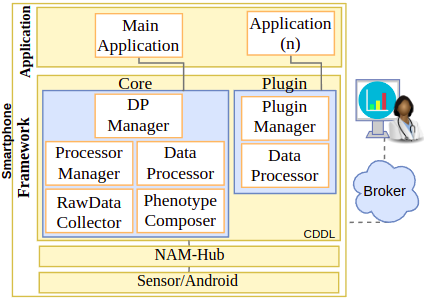 Smartphone
Application
Main
Application
Application
(n)
Framework
Core
DP
Manager
Processor
Manager
Data
Processor
RawData
Collector
Phenotype
Composer
Plugin
Plugin
Manager
Data
Processor
CDDL
NAM-Hub
Sensor/Android
Broker